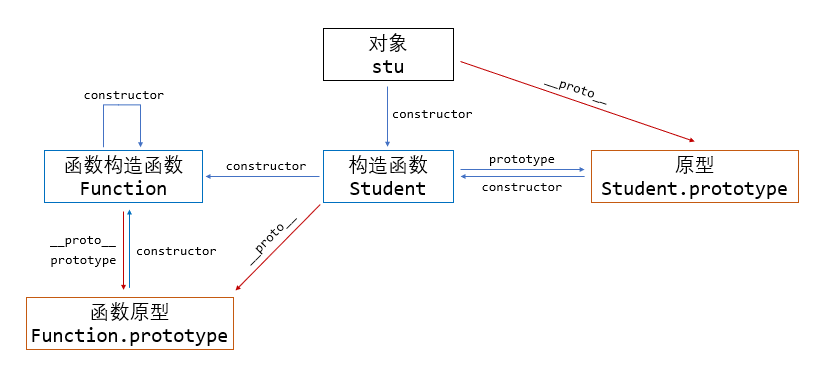 对象
stu
__proto__
constructor
constructor
函数构造函数
Function
constructor
构造函数
Student
prototype
constructor
原型
Student.prototype
__proto__
prototype
constructor
__proto__
函数原型
Function.prototype